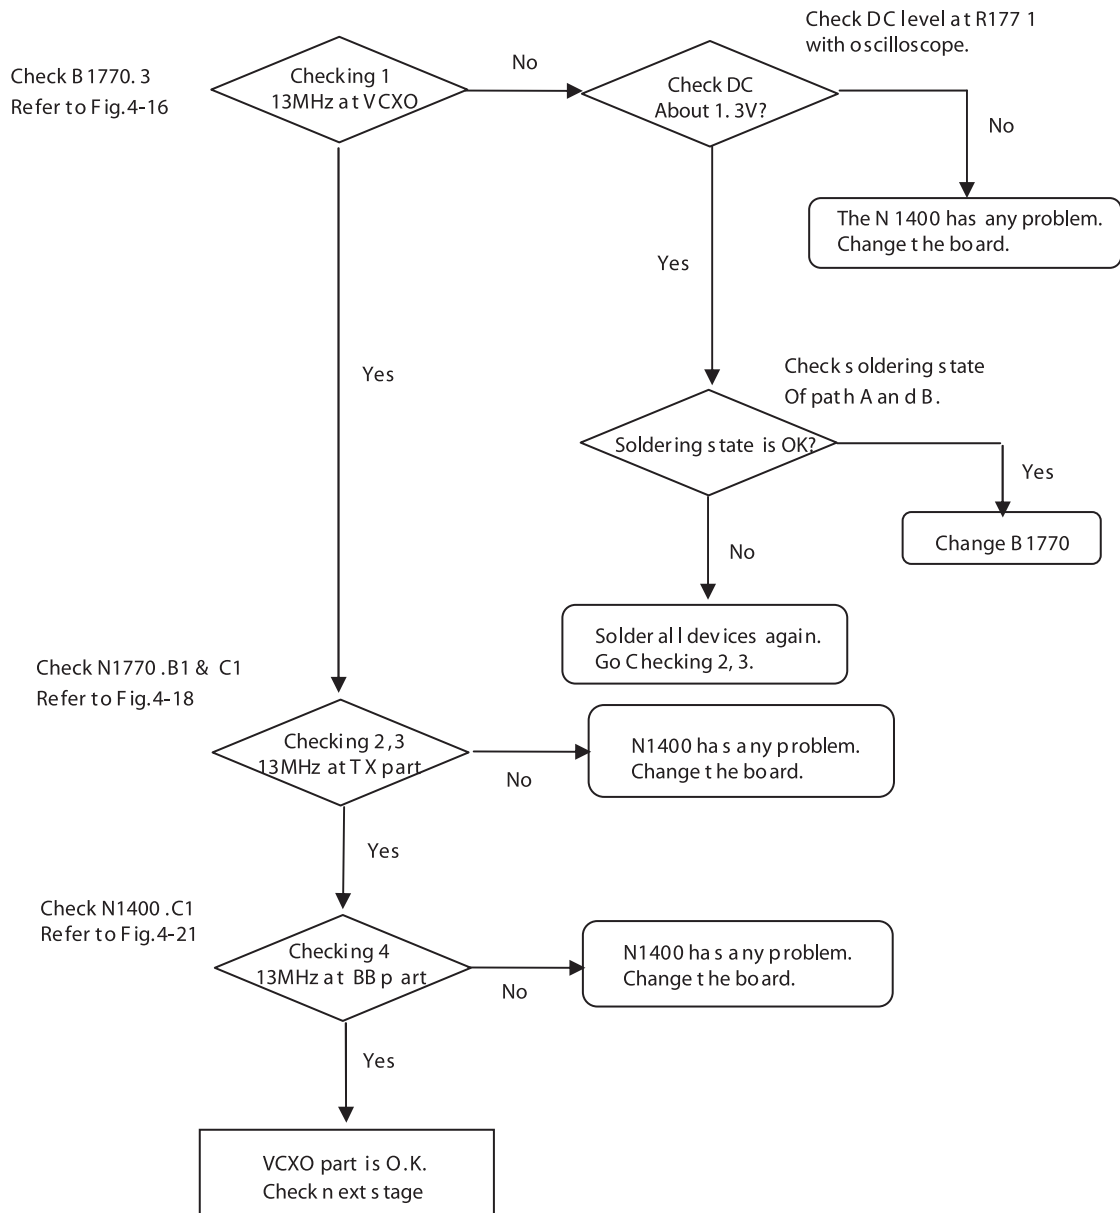 Check DC level at R1771
with oscilloscope.
Check B1770.3
Refer to Fig.4-16
Checking 1
13MHz at VCXO
No
Check DC
About 1.3V?
No
The N1400 has any problem.
Change the board.
Yes
Yes
Check soldering state
Of path A and B.
Soldering state is OK?
Yes
Change B1770
No
Solder all devices again.
Go Checking 2, 3.
Check N1770.B1 & C1
Refer to Fig.4-18
Checking 2,3
13MHz at TX part
No
N1400 has any problem.
Change the board.
Yes
Check N1400.C1
Refer to Fig.4-21
Checking 4
13MHz at BB part
No
N1400 has any problem.
Change the board.
Yes
VCXO part is O.K.
Check next stage